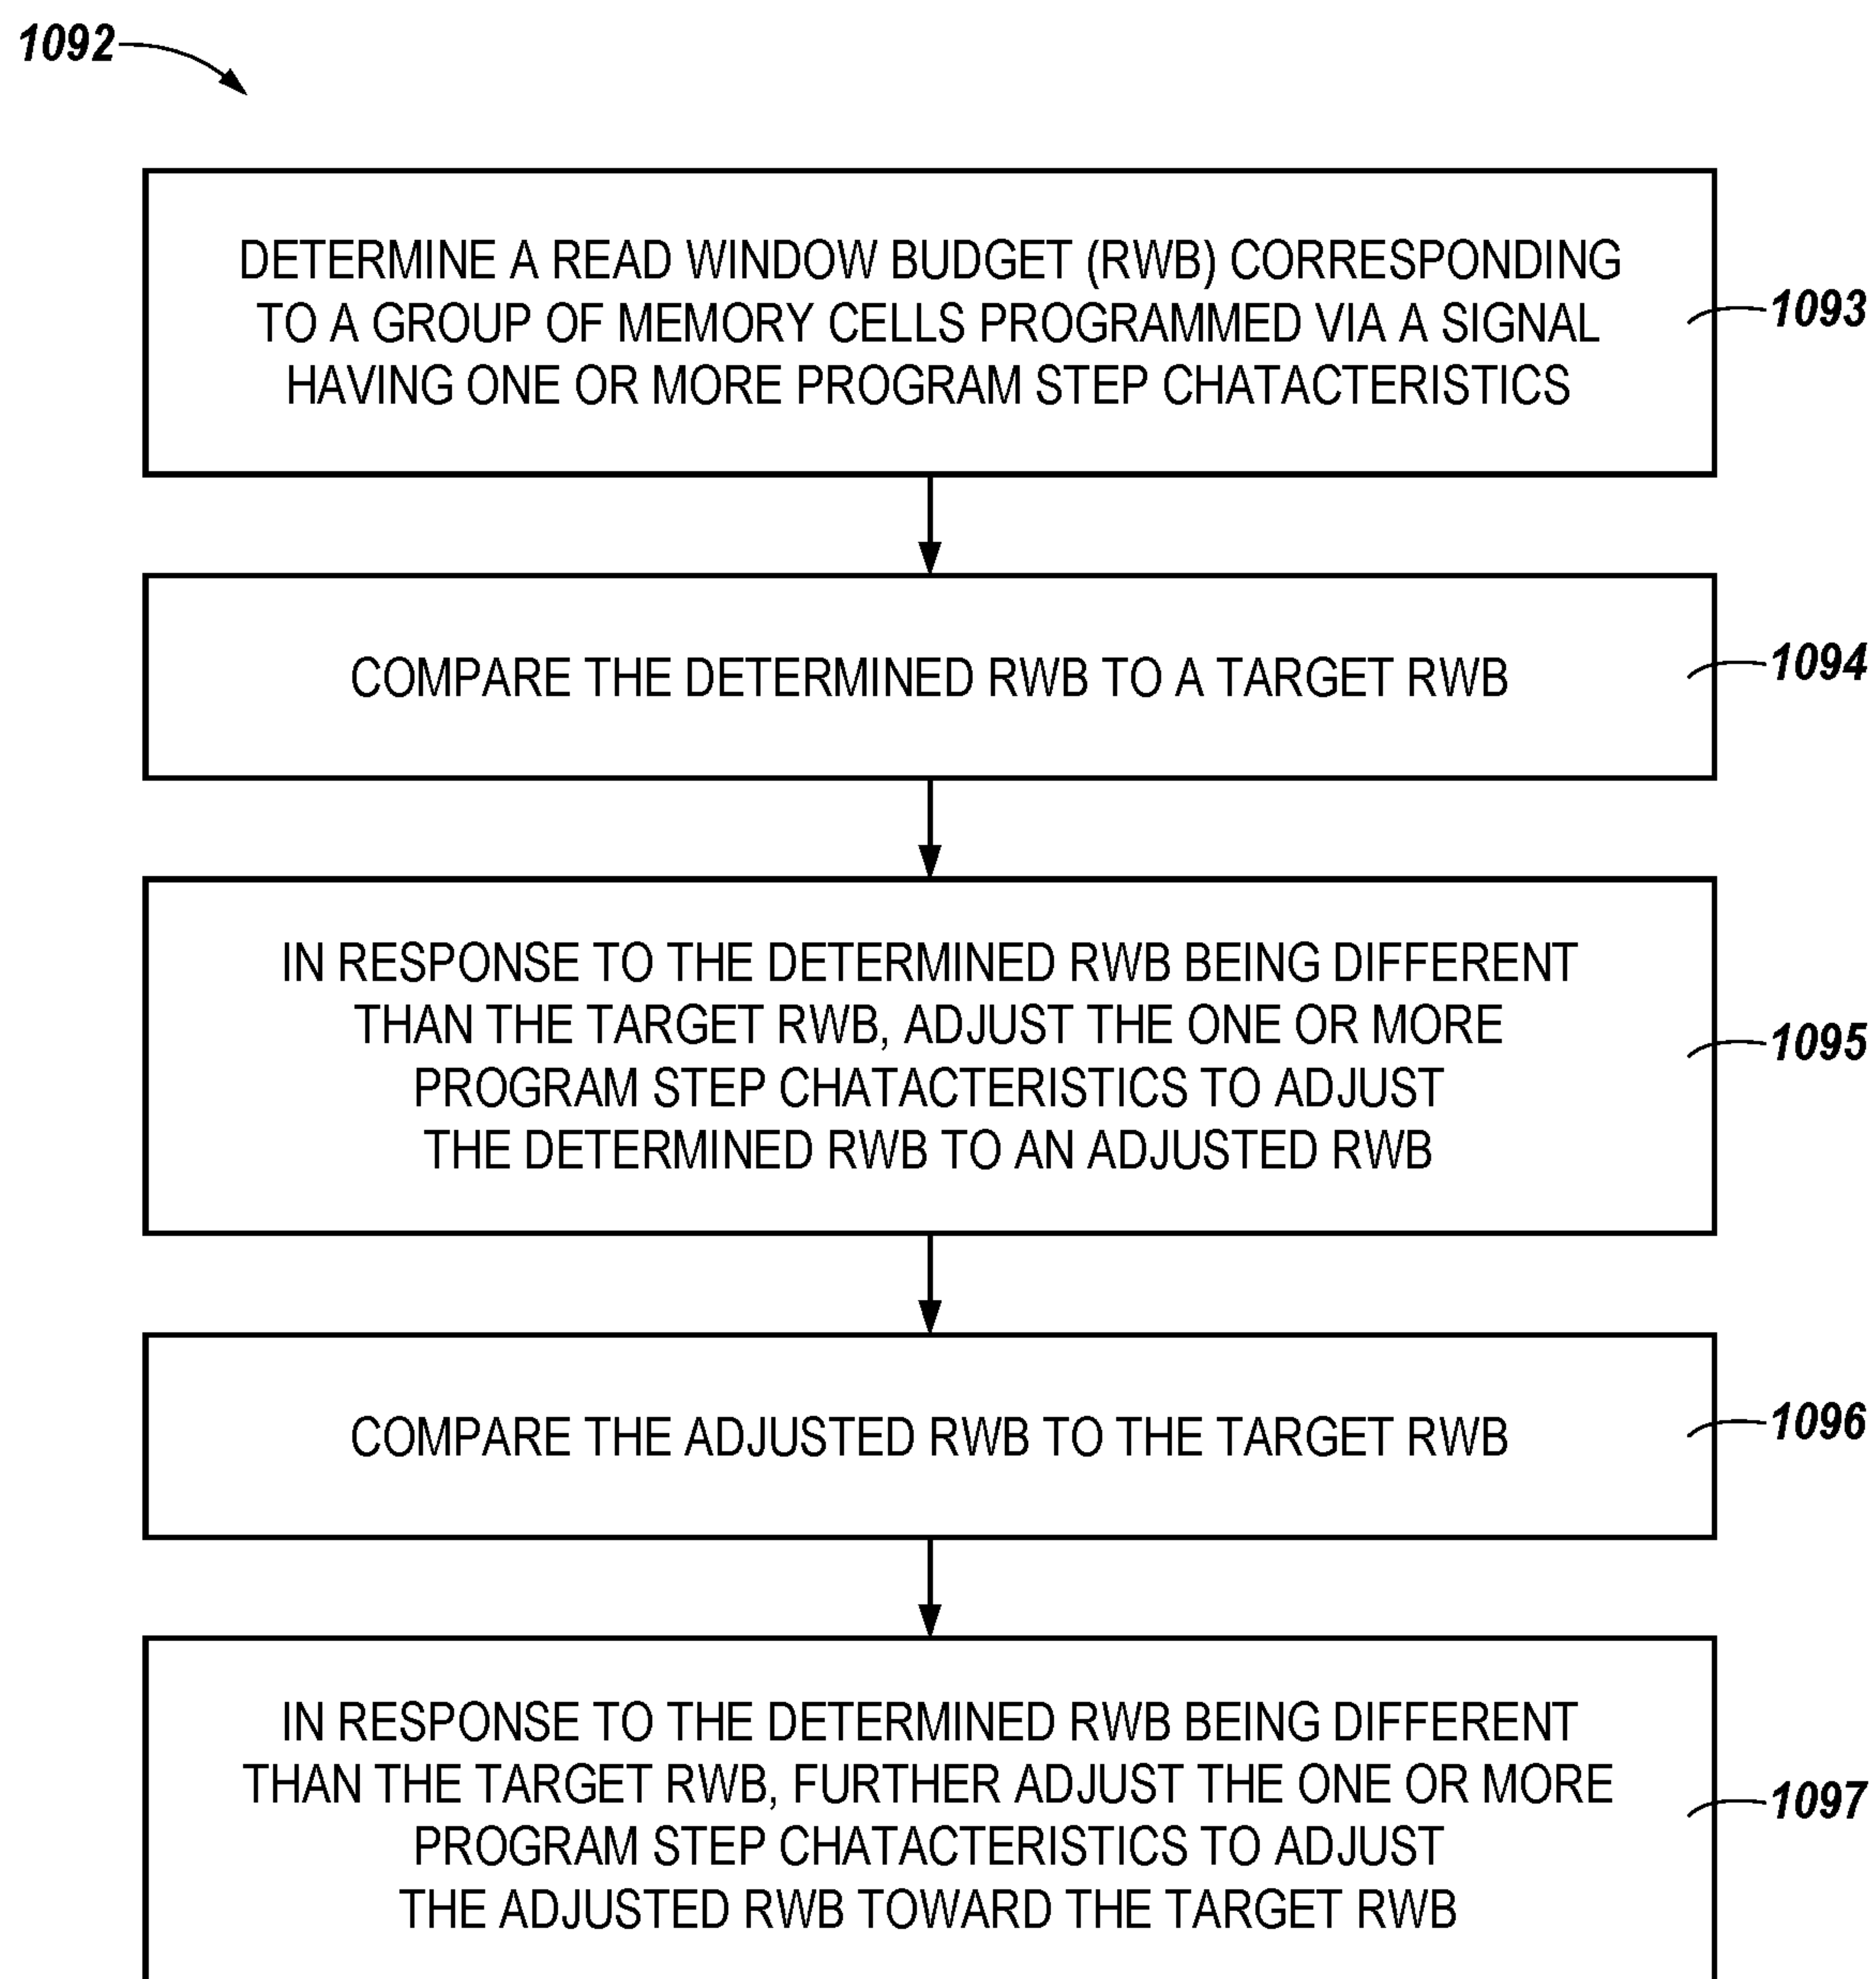 1092
DETERMINE A READ WINDOW BUDGET (RWB) CORRESPONDING
TO A GROUP OF MEMORY CELLS PROGRAMMED VIA A SIGNAL
HAVING ONE OR MORE PROGRAM STEP CHATACTERISTICS
1093
COMPARE THE DETERMINED RWB TO A TARGET RWB
1094
IN RESPONSE TO THE DETERMINED RWB BEING DIFFERENT
THAN THE TARGET RWB, ADJUST THE ONE OR MORE
PROGRAM STEP CHATACTERISTICS TO ADJUST
THE DETERMINED RWB TO AN ADJUSTED RWB
1095
COMPARE THE ADJUSTED RWB TO THE TARGET RWB
1096
IN RESPONSE TO THE DETERMINED RWB BEING DIFFERENT
THAN THE TARGET RWB, FURTHER ADJUST THE ONE OR MORE
PROGRAM STEP CHATACTERISTICS TO ADJUST
THE ADJUSTED RWB TOWARD THE TARGET RWB
1097